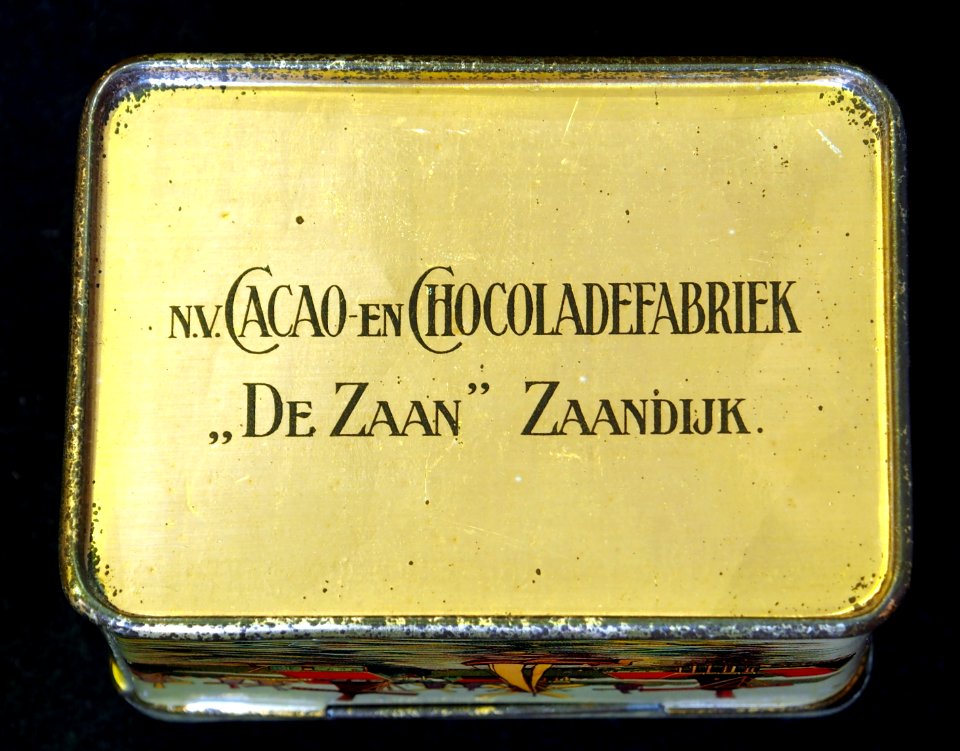 N.V. CACAO-EN CHOCOLADEFABRIEK
„DE ZAAN” ZAANDIJK.